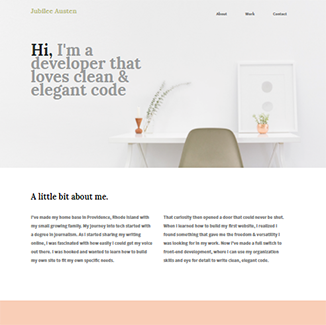 Jubilee Austen
About Work Contact
Hi, I'm a
developer that
loves clean &
elegant code
A little bit about me.
I've made my home base in Providence, Rhode Island with
my small growing family. My journey into tech started with
a degree in journalism. As I started sharing my writing
online, I was fascinated with how easily I could get my voice
out there. I was hooked and wanted to learn how to build
my own site to fit my own specific needs.
That curiosity then opened a door that could never be shut.
When I learned how to build my first website, I realized I
found something that gave me the freedom & versatility I
was looking for in my work. Now I've made a full switch to
front-end development, where I can use my organization
skills and eye for detail to write clean, elegant code.